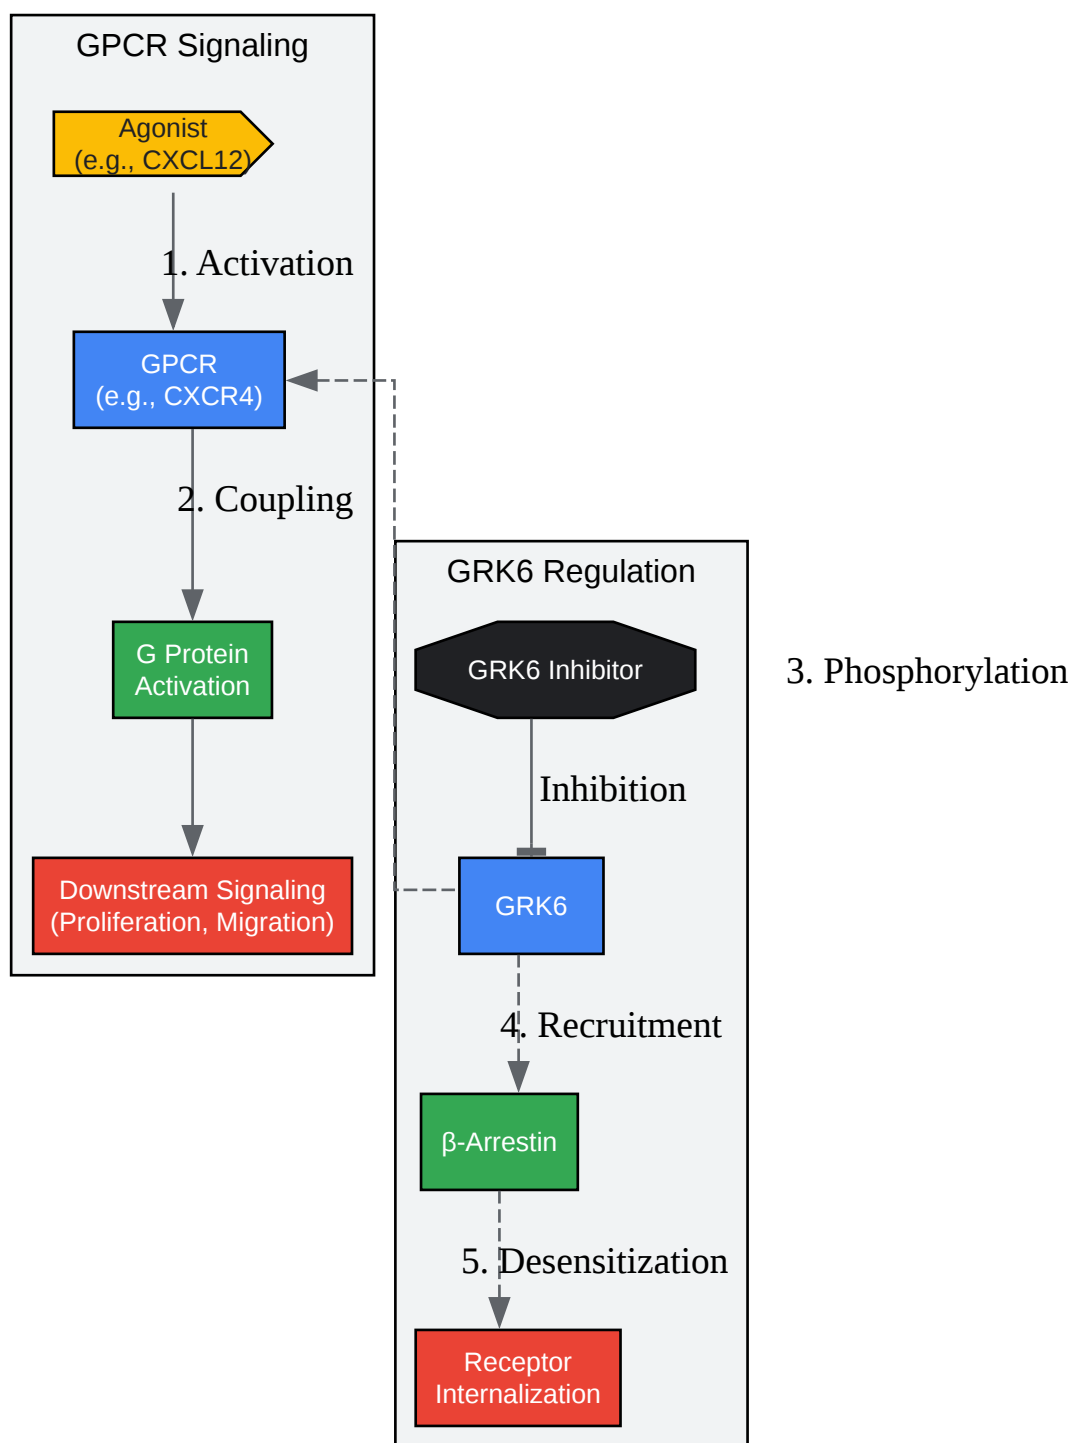 GPCR Signaling
Agonist
(e.g., CXCL12)
1. Activation
GPCR
(e.g., CXCR4)
2. Coupling
G Protein
Activation
Downstream Signaling
(Proliferation, Migration)
GRK6 Regulation
GRK6 Inhibitor
3. Phosphorylation
Inhibition
GRK6
4. Recruitment
β-Arrestin
5. Desensitization
Receptor
Internalization